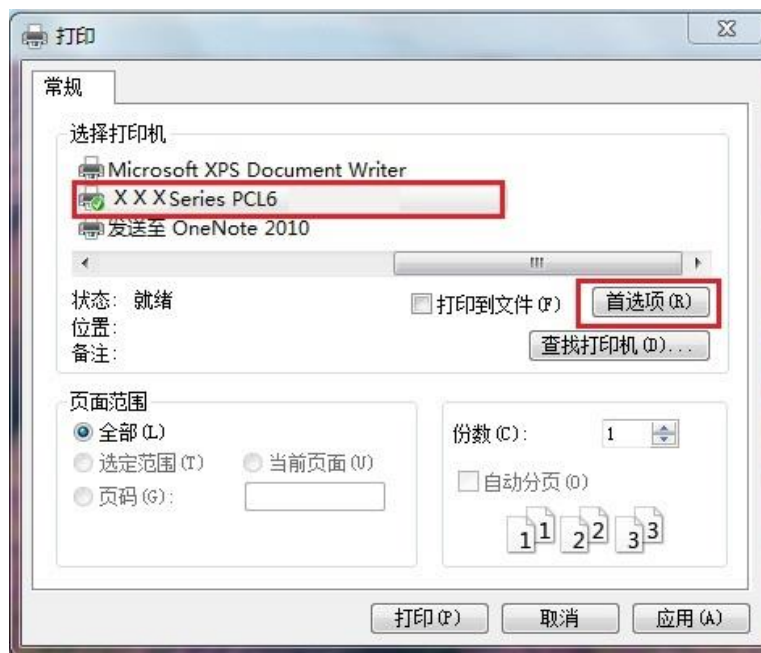 打印
常规
选择打印机
Microsoft XPS Document Writer
X X X Series PCL6
发送至 OneNote 2010
状态: 就绪
打印到文件(F)
首选项(R)
位置:
查找打印机(D)...
备注:
页面范围
全部(L)
选定范围(T) 当前页面(U)
页码(G):
份数(C): 1
自动分页(O)
1 1 2 2 3 3
打印(P) 取消 应用(A)